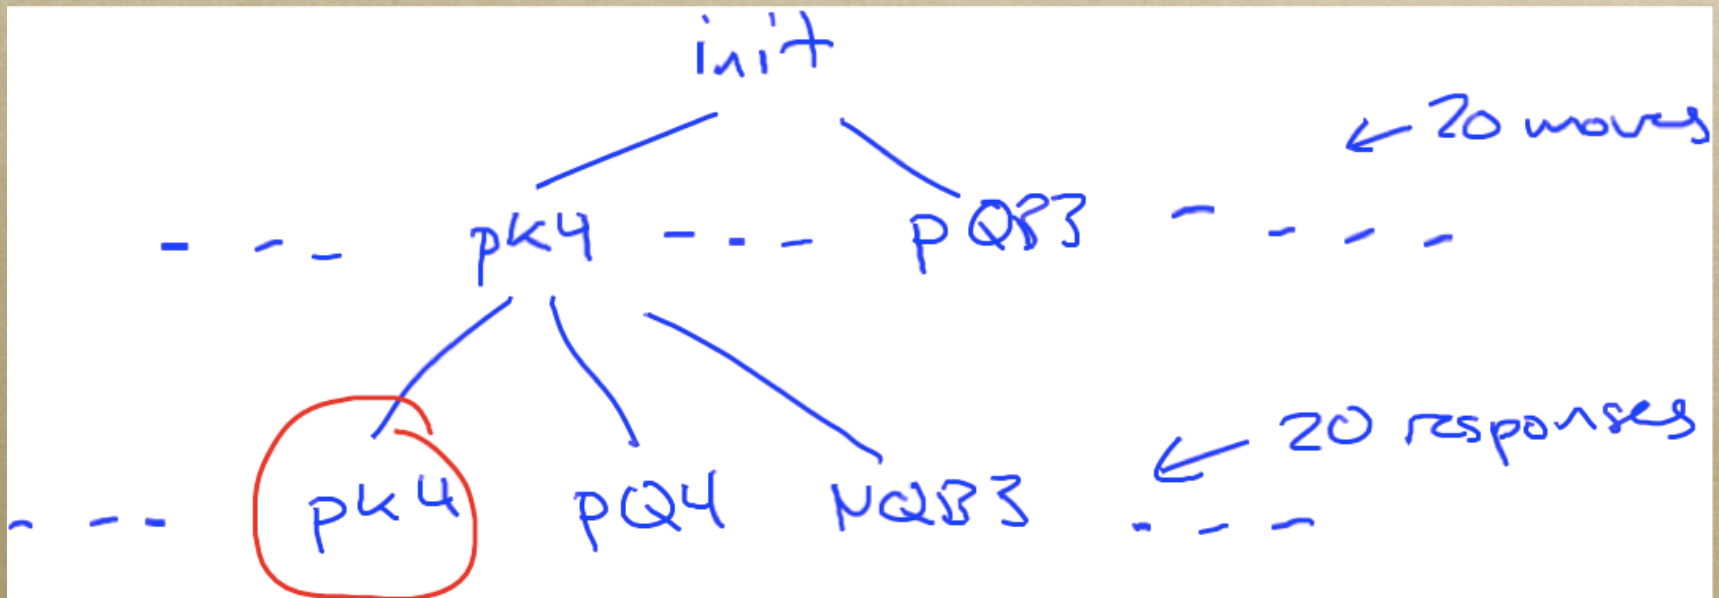 init
← 20 moves
- - - pK4 - - - pQB3 - - - -
← 20 responses
- - - pK4 pQ4 NQB3 - - -